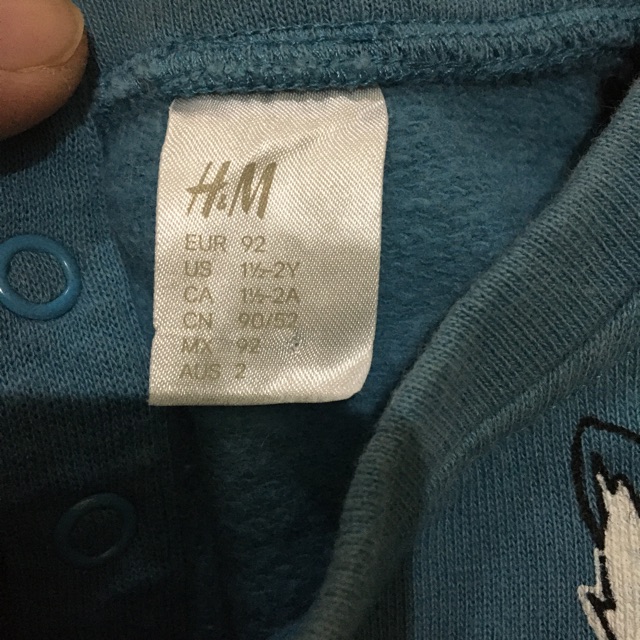 H&M
EUR 92
US 1½-2Y
CA 1½-2A
CN 90/52
MX 92
AUS 2